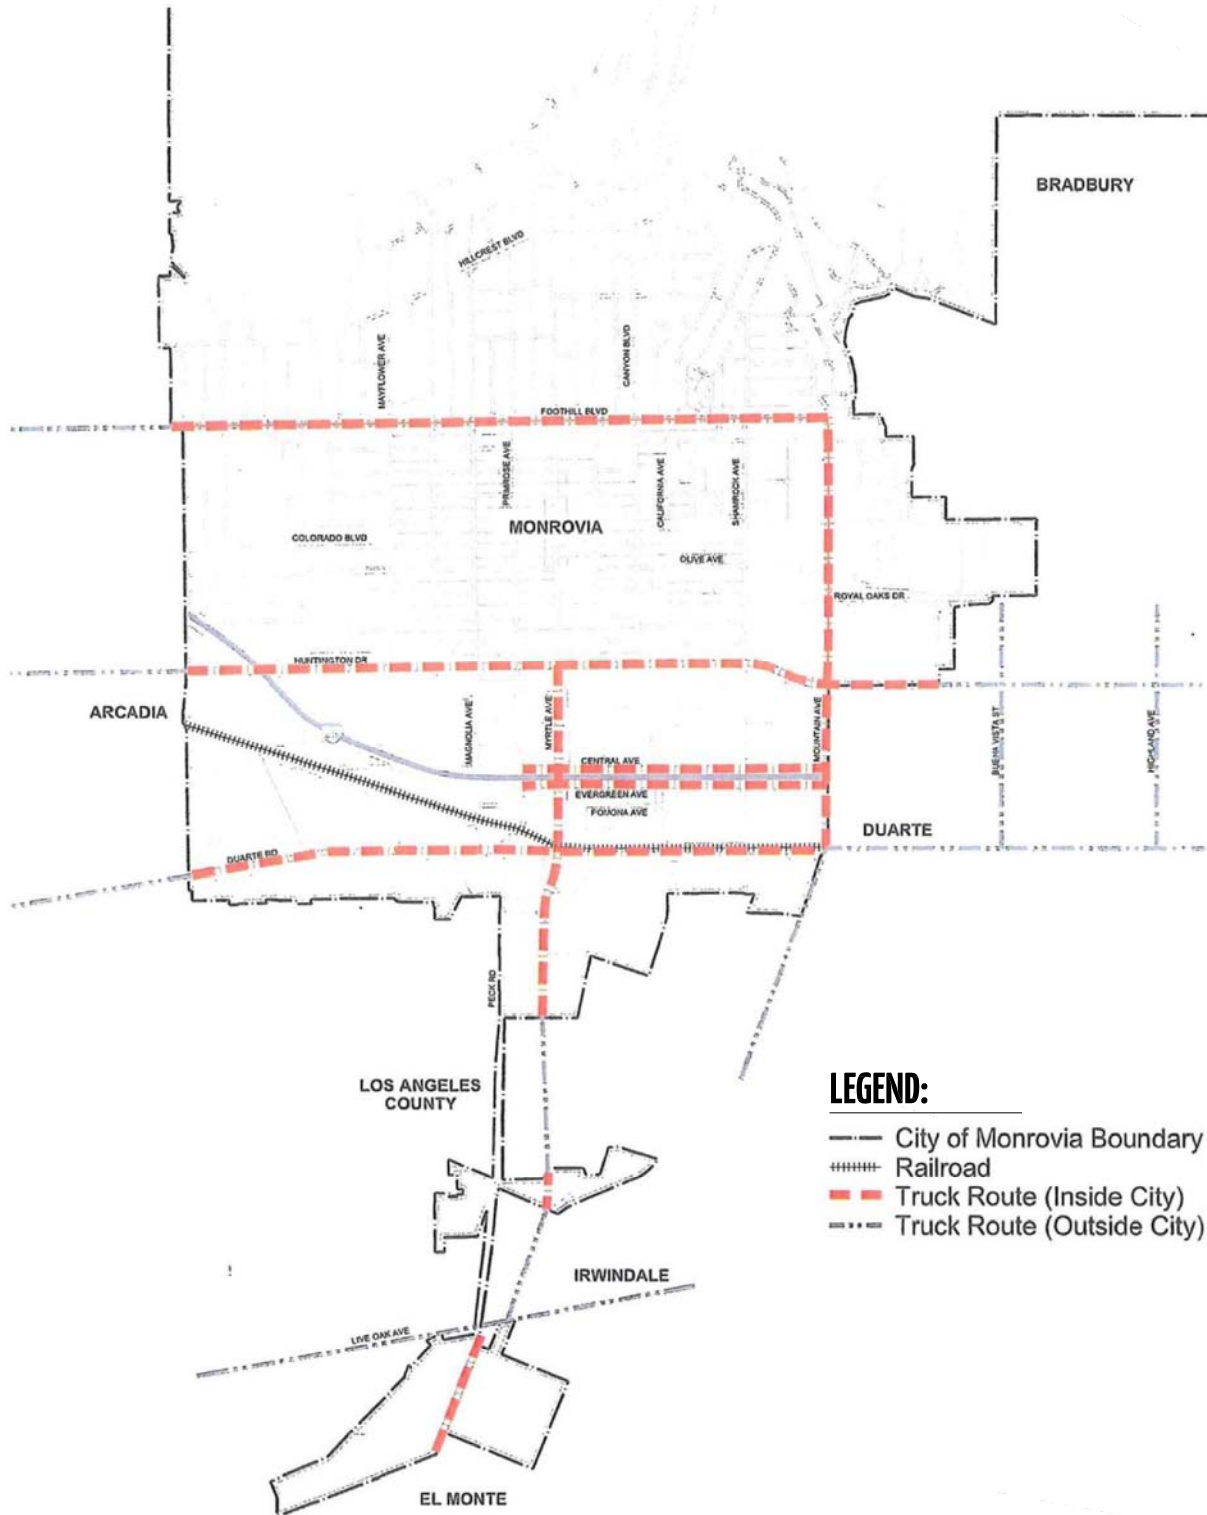 BRADBURY
HILLCREST BLVD
MAYFLOWER AVE
CANYON BLVD
FOOTHILL BLVD
PRIMROSE AVE
CALIFORNIA AVE
SHAMROCK AVE
MONROVIA
COLORADO BLVD
OLIVE AVE
ROYAL OAKS DR
HUNTINGTON DR
ARCADIA
MAGNOLIA AVE
MYRTLE AVE
MOUNTAIN AVE
BUENA VISTA ST
HIGHLAND AVE
CENTRAL AVE
EVERGREEN AVE
POMONA AVE
DUARTE
DUARTE RD
PECK RD
LOS ANGELES
COUNTY
LEGEND:
City of Monrovia Boundary
Railroad
Truck Route (Inside City)
Truck Route (Outside City)
IRWINDALE
LIVE OAK AVE
EL MONTE